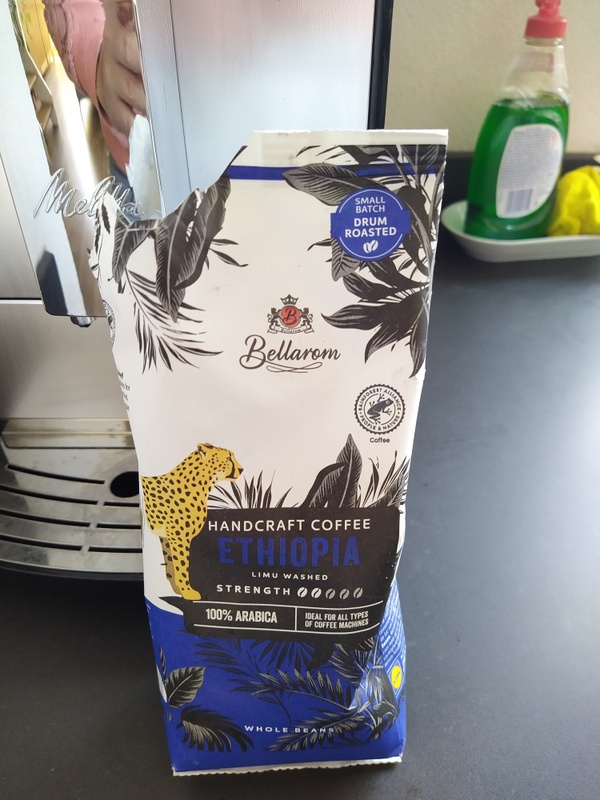 Melitta
SMALL
BATCH
DRUM
ROASTED
Bellarom
RAINFOREST ALLIANCE
PEOPLE & NATURE
Coffee
HANDCRAFT COFFEE
ETHIOPIA
LIMU WASHED
STRENGTH
100% ARABICA
IDEAL FOR ALL TYPES
OF COFFEE MACHINES
WHOLE BEANS